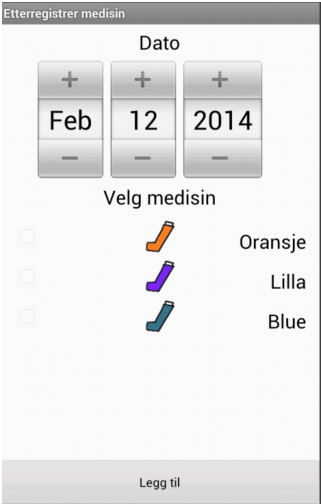 Etterregistrer medisin
Dato
+ + +
Feb 12 2014
− − −
Velg medisin
Oransje
Lilla
Blue
Legg til